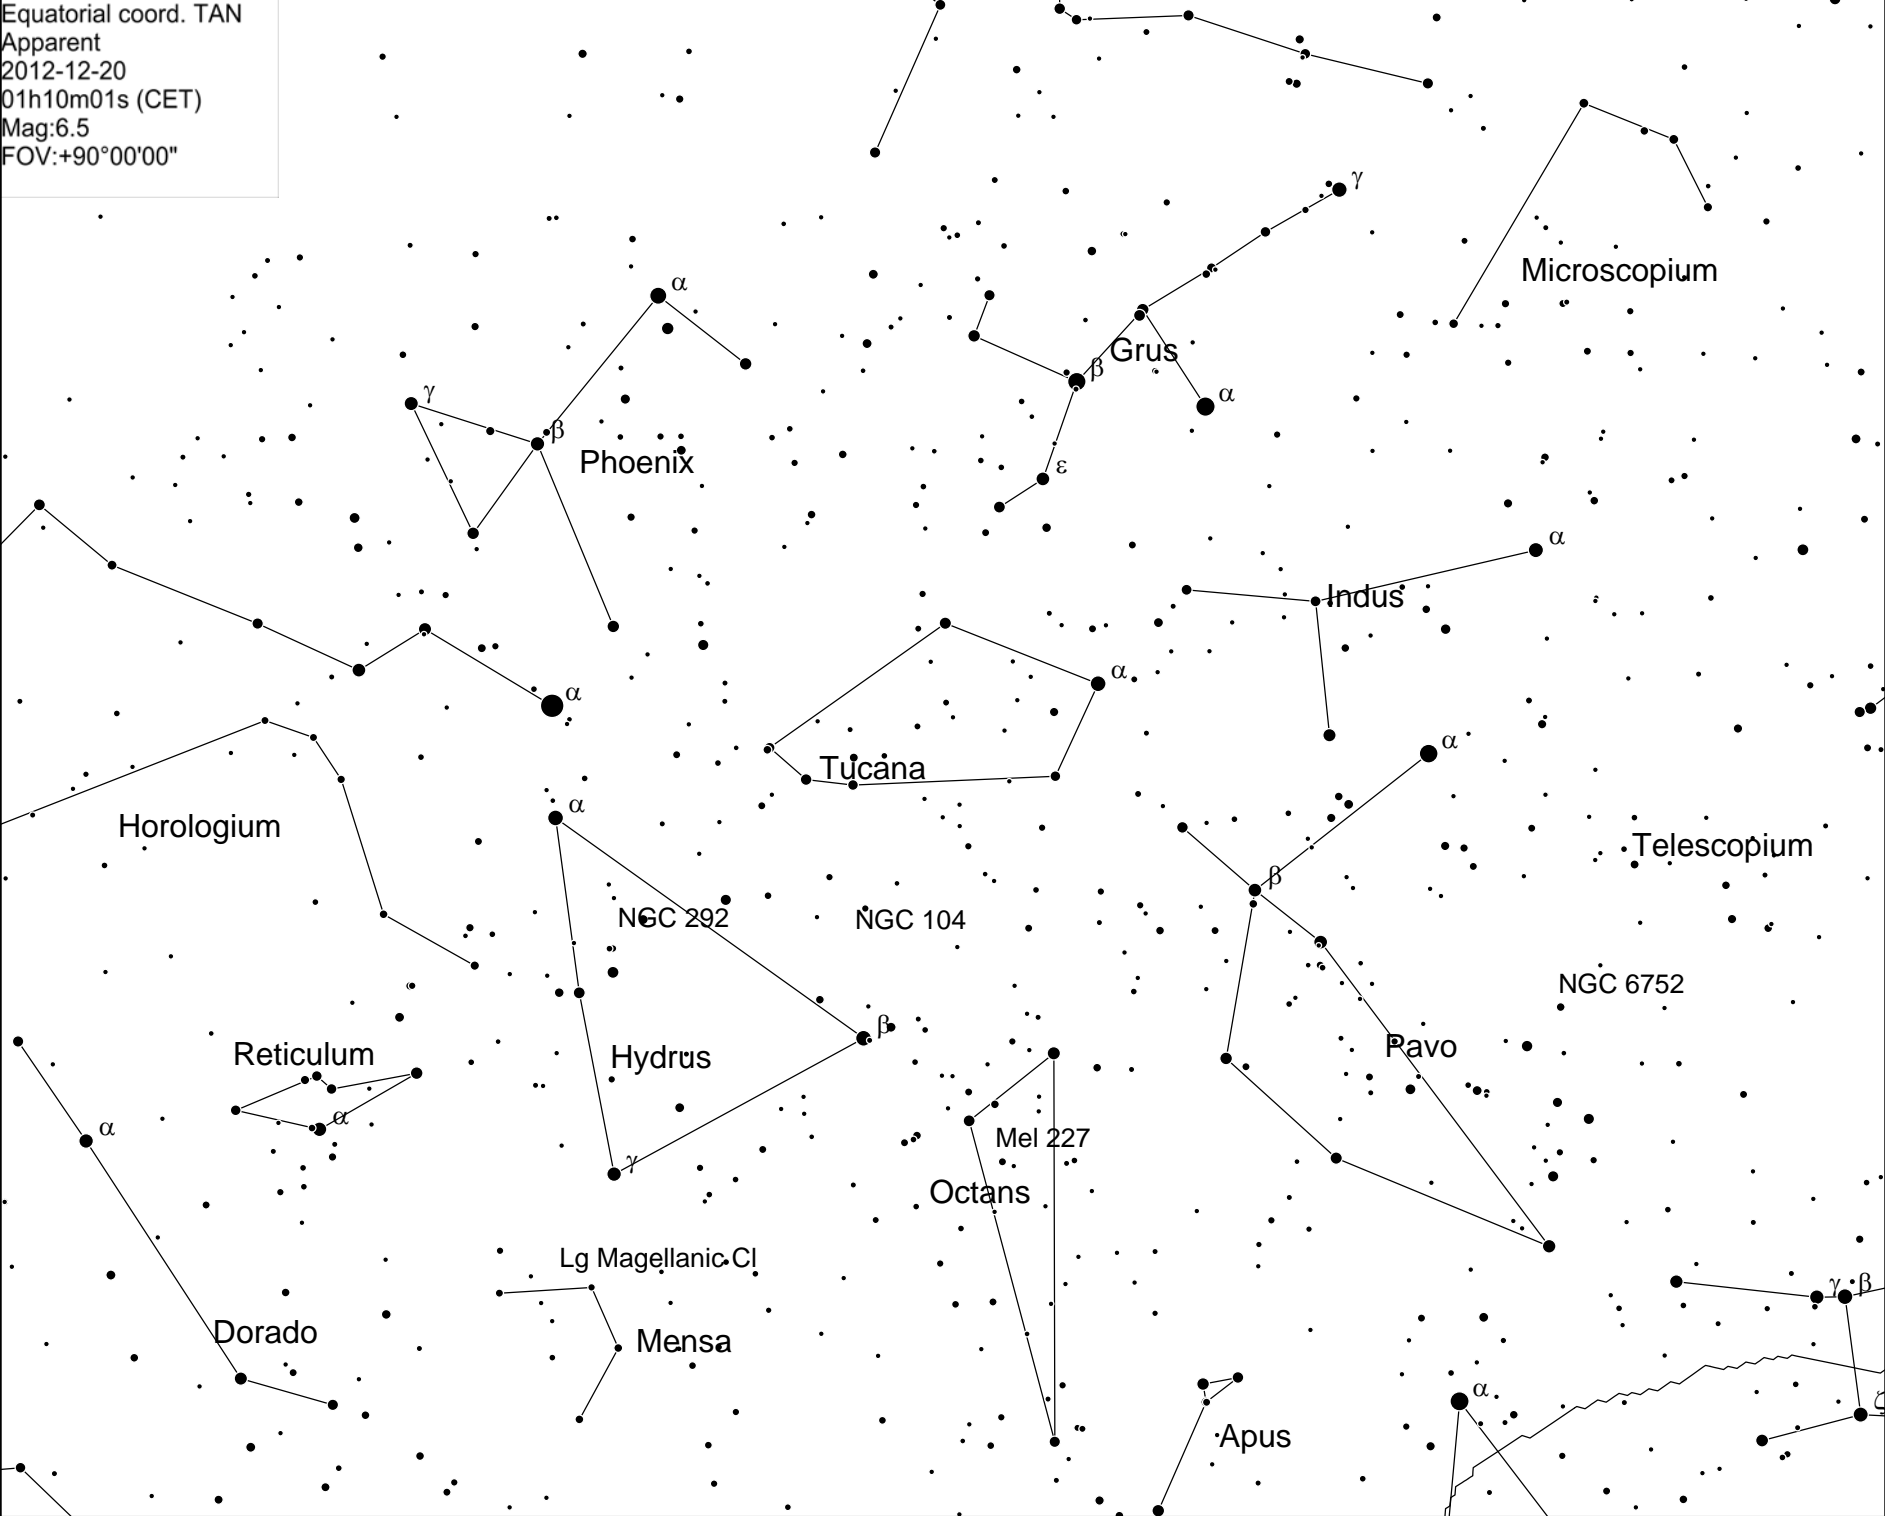 Equatorial coord. TAN
Apparent
2012-12-20
01h10m01s (CET)
Mag:6.5
FOV:+90°00'00"
γ
Microscopium
α
Grus
β
α
γ
β
Phoenix
ε
α
Indus
α
α
α
Tucana
α
Horologium
Telescopium
β
NGC 292
NGC 104
NGC 6752
β
Pavo
Reticulum
Hydrus
α
α
Mel 227
γ
Octans
Lg Magellanic Cl
γ
β
Dorado
Mensa
α
Apus